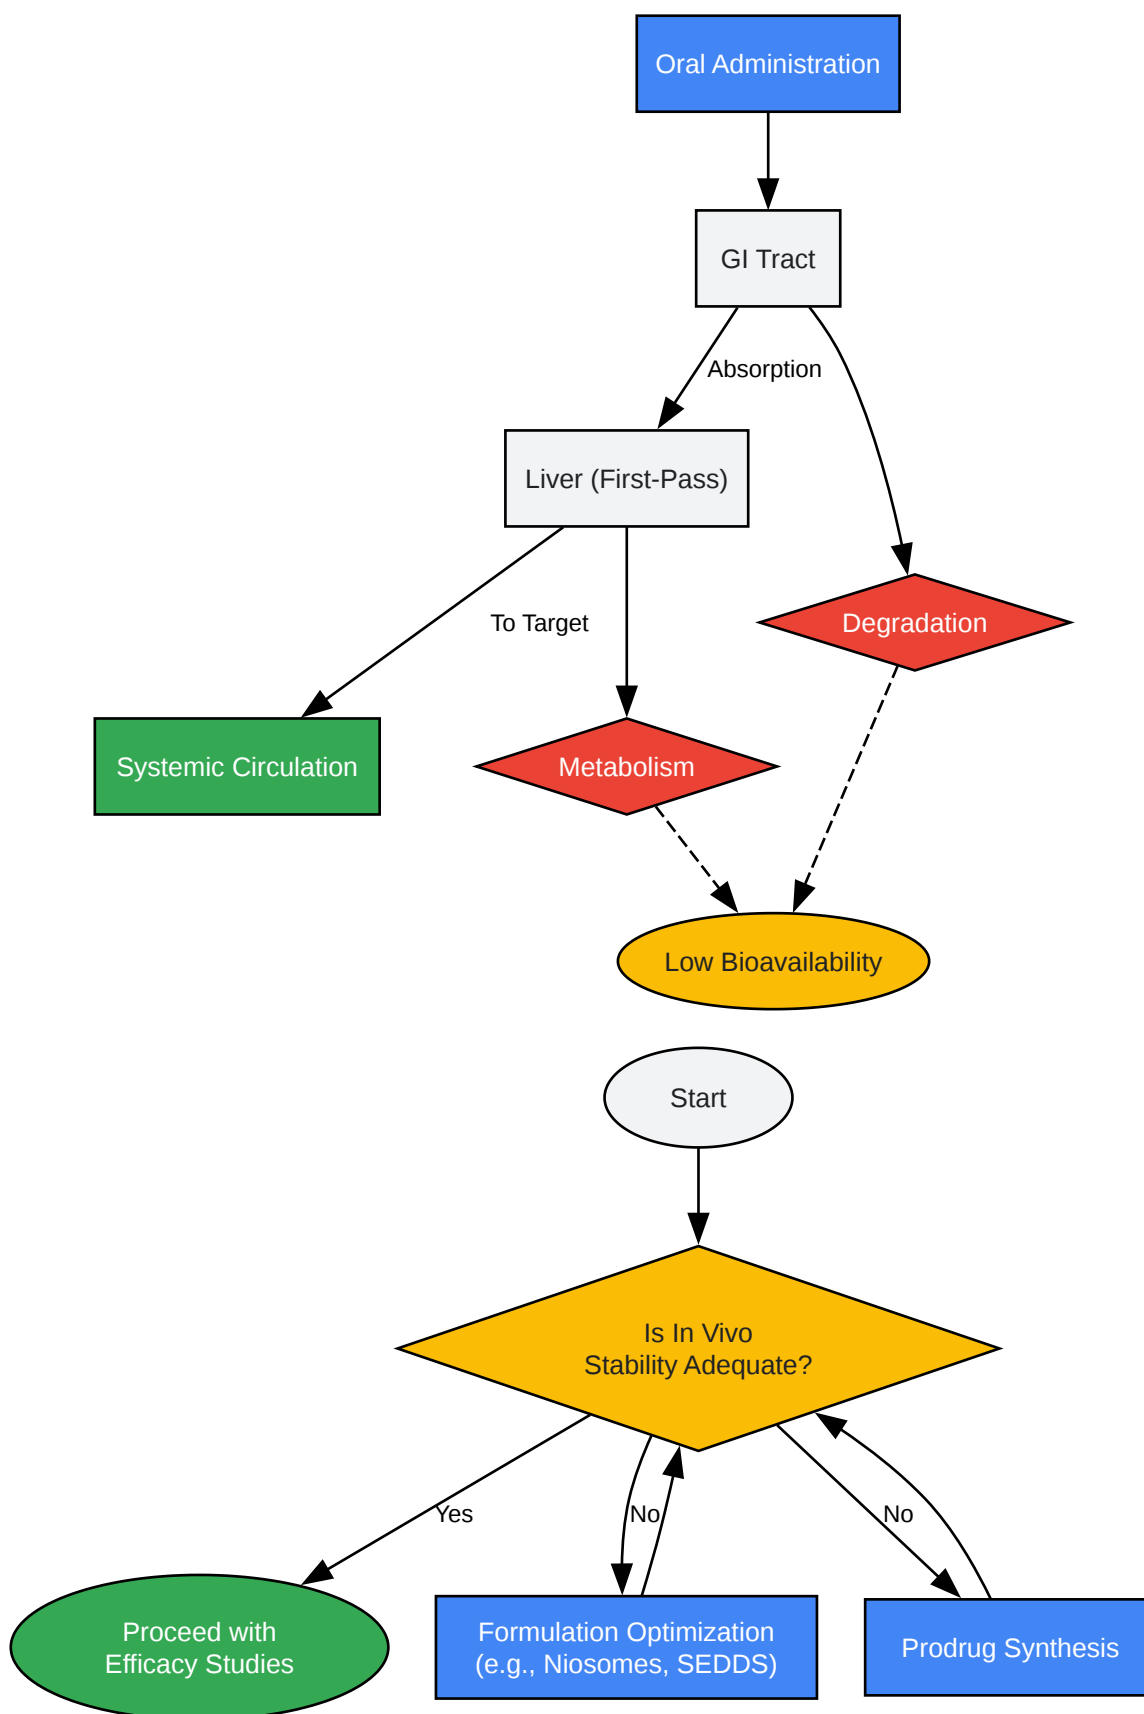 Oral Administration
GI Tract
Absorption
Liver (First-Pass)
To Target
Degradation
Systemic Circulation
Metabolism
Low Bioavailability
Start
Is In Vivo
Stability Adequate?
Yes
No
No
Proceed with
Efficacy Studies
Formulation Optimization
(e.g., Niosomes, SEDDS)
Prodrug Synthesis